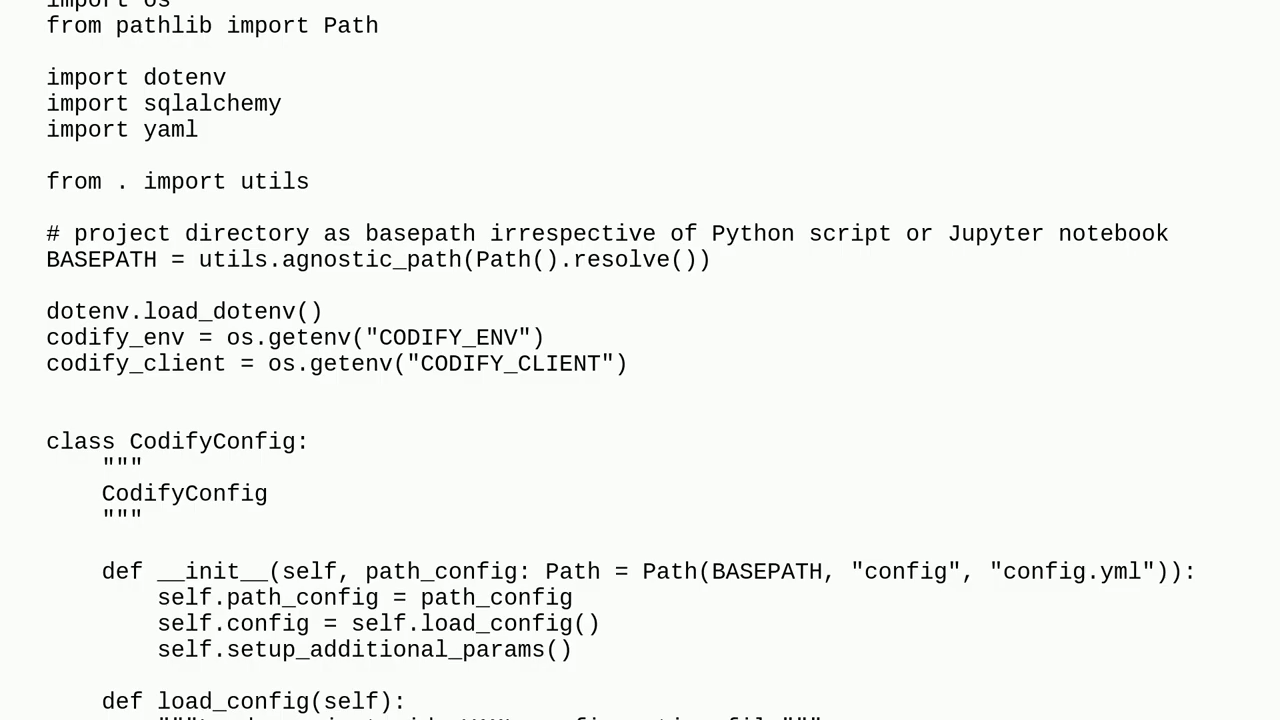 import os
from pathlib import Path

import dotenv
import sqlalchemy
import yaml

from . import utils

# project directory as basepath irrespective of Python script or Jupyter notebook
BASEPATH = utils.agnostic_path(Path().resolve())

dotenv.load_dotenv()
codify_env = os.getenv("CODIFY_ENV")
codify_client = os.getenv("CODIFY_CLIENT")


class CodifyConfig:
    """
    CodifyConfig
    """

    def __init__(self, path_config: Path = Path(BASEPATH, "config", "config.yml")):
        self.path_config = path_config
        self.config = self.load_config()
        self.setup_additional_params()

    def load_config(self):